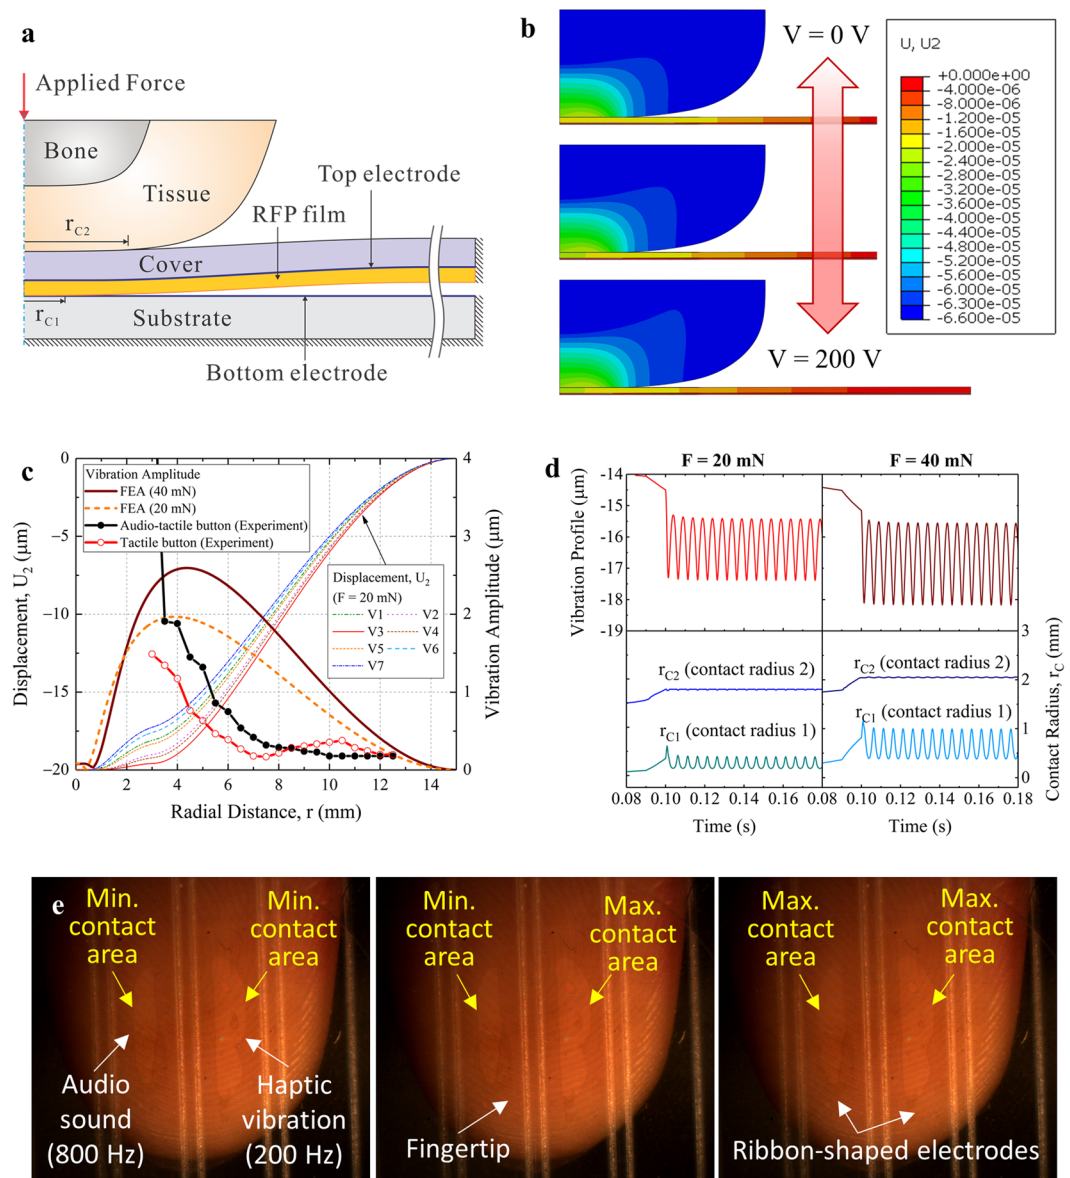 a
Applied Force
Bone
Tissue
Top electrode
RFP film
rC2
Cover
rC1
Substrate
Bottom electrode
b
V = 0 V
V = 200 V
U, U2
+0.000e+00
-4.000e-06
-8.000e-06
-1.200e-05
-1.600e-05
-2.000e-05
-2.400e-05
-2.800e-05
-3.200e-05
-3.600e-05
-4.000e-05
-4.400e-05
-4.800e-05
-5.200e-05
-5.600e-05
-6.000e-05
-6.300e-05
-6.600e-05
c
Displacement, U2 (μm)
0
−5
−10
−15
−20
Vibration Amplitude
FEA (40 mN)
FEA (20 mN)
Audio-tactile button (Experiment)
Tactile button (Experiment)
Displacement, U2
(F = 20 mN)
V1 V2
V3 V4
V5 V6
V7
4
3
2
1
0
Vibration Amplitude (μm)
0 2 4 6 8 10 12 14
Radial Distance, r (mm)
d
F = 20 mN
F = 40 mN
Vibration Profile (μm)
-14
-15
-16
-17
-18
-19
3
2
1
0
Contact Radius, rC (mm)
rC2 (contact radius 2)
rC1 (contact radius 1)
rC2 (contact radius 2)
rC1 (contact radius 1)
0.08 0.10 0.12 0.14 0.16 0.08 0.10 0.12 0.14 0.16 0.18
Time (s)
Time (s)
e
Min.
contact
area
Min.
contact
area
Audio
sound
(800 Hz)
Haptic
vibration
(200 Hz)
Min.
contact
area
Max.
contact
area
Fingertip
Max.
contact
area
Max.
contact
area
Ribbon-shaped electrodes